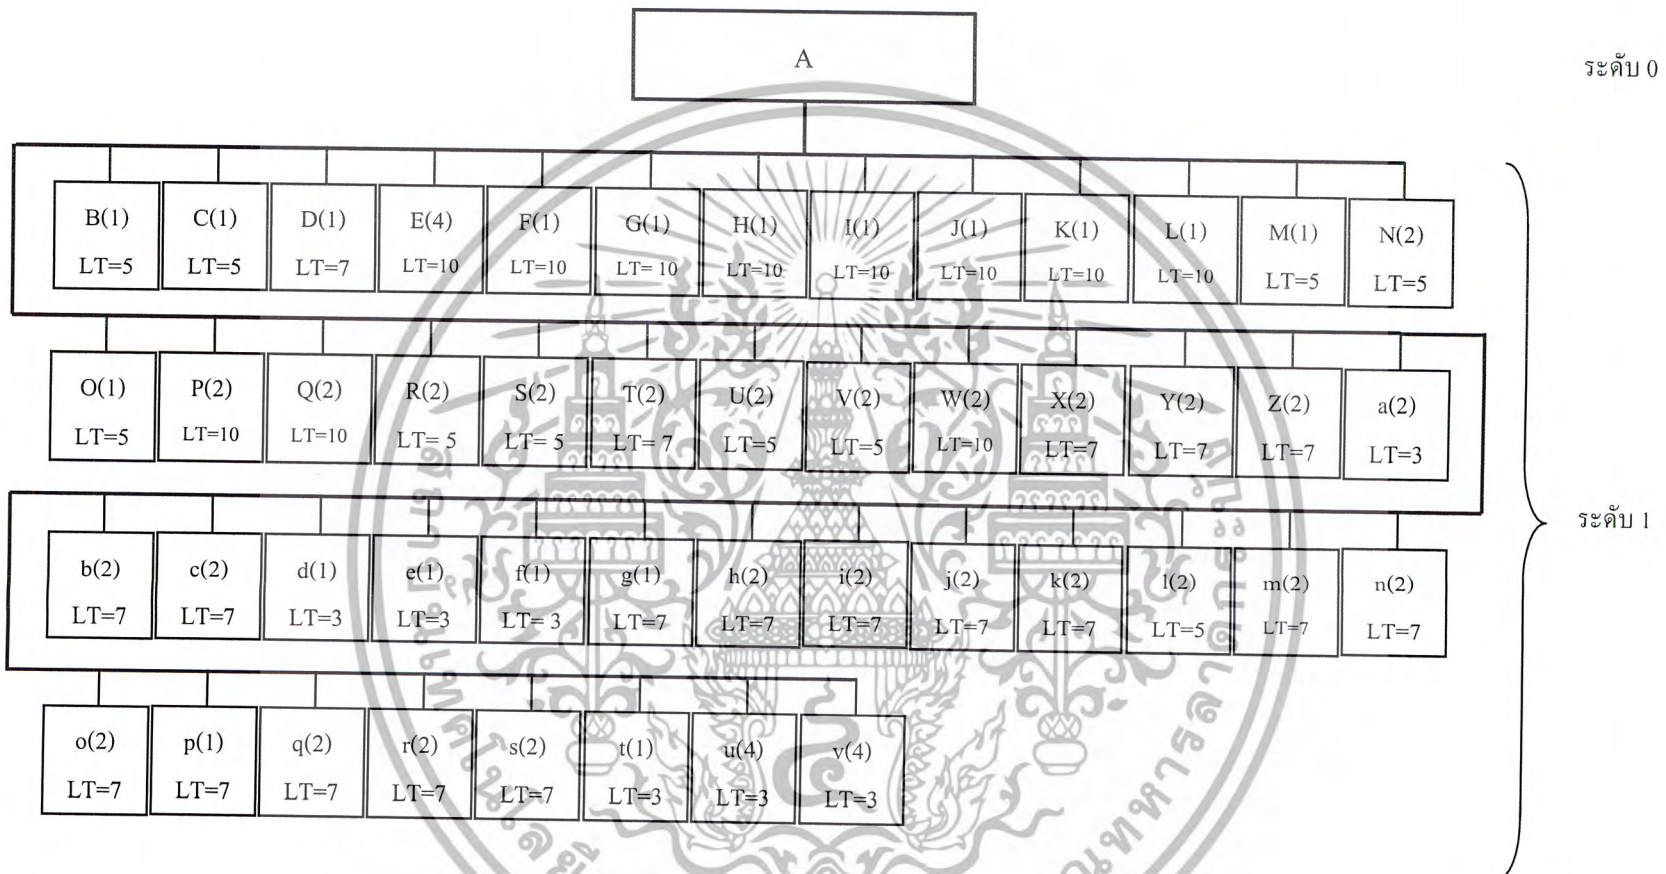 A
ระดับ 0
B(1) C(1) D(1) E(4) F(1) G(1) H(1) I(1) J(1) K(1) L(1) M(1) N(2)
LT=5 LT=5 LT=7 LT=10 LT=10 LT= 10 LT=10 LT=10 LT=10 LT=10 LT=10 LT=5 LT=5
O(1) P(2) Q(2) R(2) S(2) T(2) U(2) V(2) W(2) X(2) Y(2) Z(2) a(2)
LT=5 LT=10 LT=10 LT= 5 LT= 5 LT= 7 LT=5 LT=5 LT=10 LT=7 LT=7 LT=7 LT=3
ระดับ 1
b(2) c(2) d(1) e(1) f(1) g(1) h(2) i(2) j(2) k(2) l(2) m(2) n(2)
LT=7 LT=7 LT=3 LT=3 LT= 3 LT=7 LT=7 LT=7 LT=7 LT=7 LT=5 LT=7 LT=7
o(2) p(1) q(2) r(2) s(2) t(1) u(4) v(4)
LT=7 LT=7 LT=7 LT=7 LT=7 LT=3 LT=3 LT=3